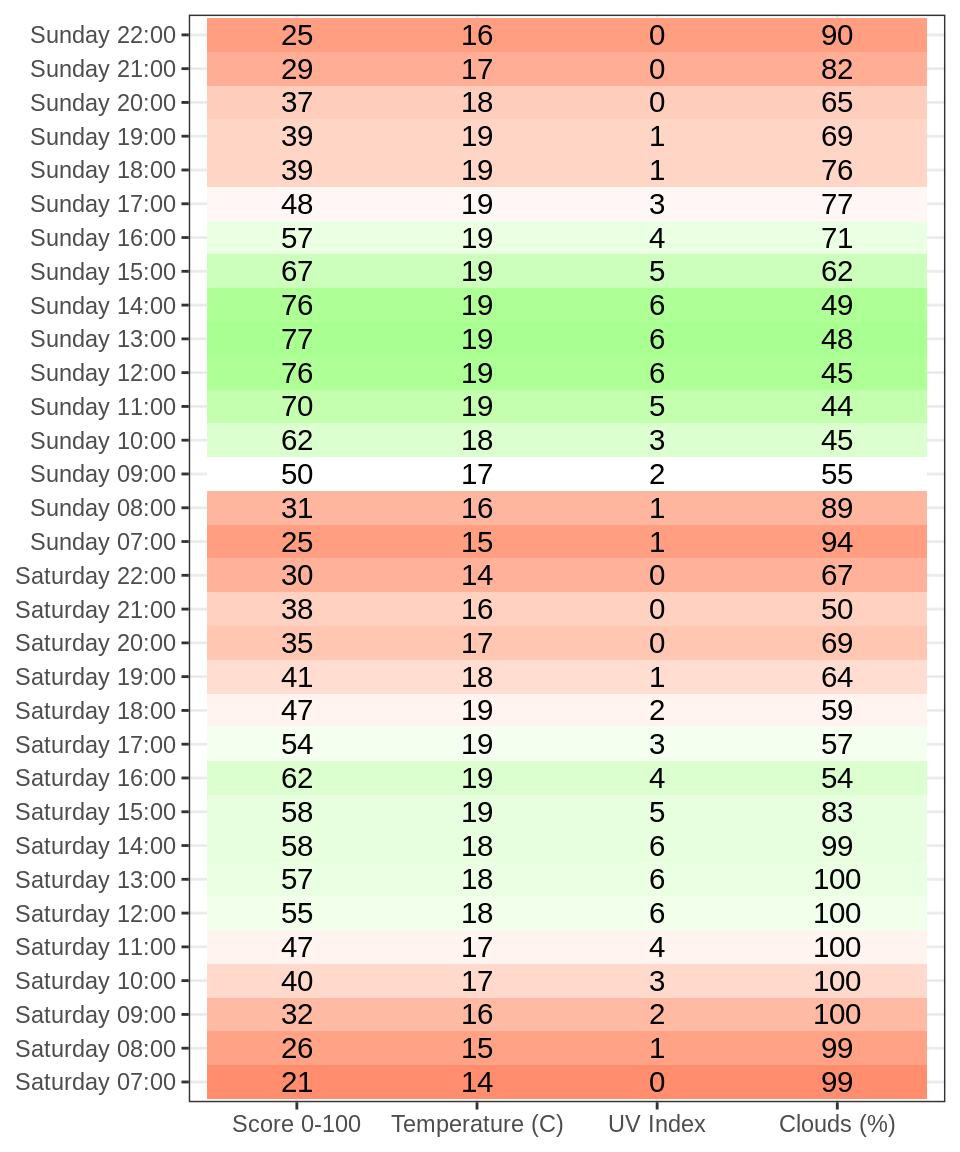 Sunday 22:00 25 16 0 90
Sunday 21:00 29 17 0 82
Sunday 20:00 37 18 0 65
Sunday 19:00 39 19 1 69
Sunday 18:00 39 19 1 76
Sunday 17:00 48 19 3 77
Sunday 16:00 57 19 4 71
Sunday 15:00 67 19 5 62
Sunday 14:00 76 19 6 49
Sunday 13:00 77 19 6 48
Sunday 12:00 76 19 6 45
Sunday 11:00 70 19 5 44
Sunday 10:00 62 18 3 45
Sunday 09:00 50 17 2 55
Sunday 08:00 31 16 1 89
Sunday 07:00 25 15 1 94
Saturday 22:00 30 14 0 67
Saturday 21:00 38 16 0 50
Saturday 20:00 35 17 0 69
Saturday 19:00 41 18 1 64
Saturday 18:00 47 19 2 59
Saturday 17:00 54 19 3 57
Saturday 16:00 62 19 4 54
Saturday 15:00 58 19 5 83
Saturday 14:00 58 18 6 99
Saturday 13:00 57 18 6 100
Saturday 12:00 55 18 6 100
Saturday 11:00 47 17 4 100
Saturday 10:00 40 17 3 100
Saturday 09:00 32 16 2 100
Saturday 08:00 26 15 1 99
Saturday 07:00 21 14 0 99
Score 0-100 Temperature (C) UV Index Clouds (%)